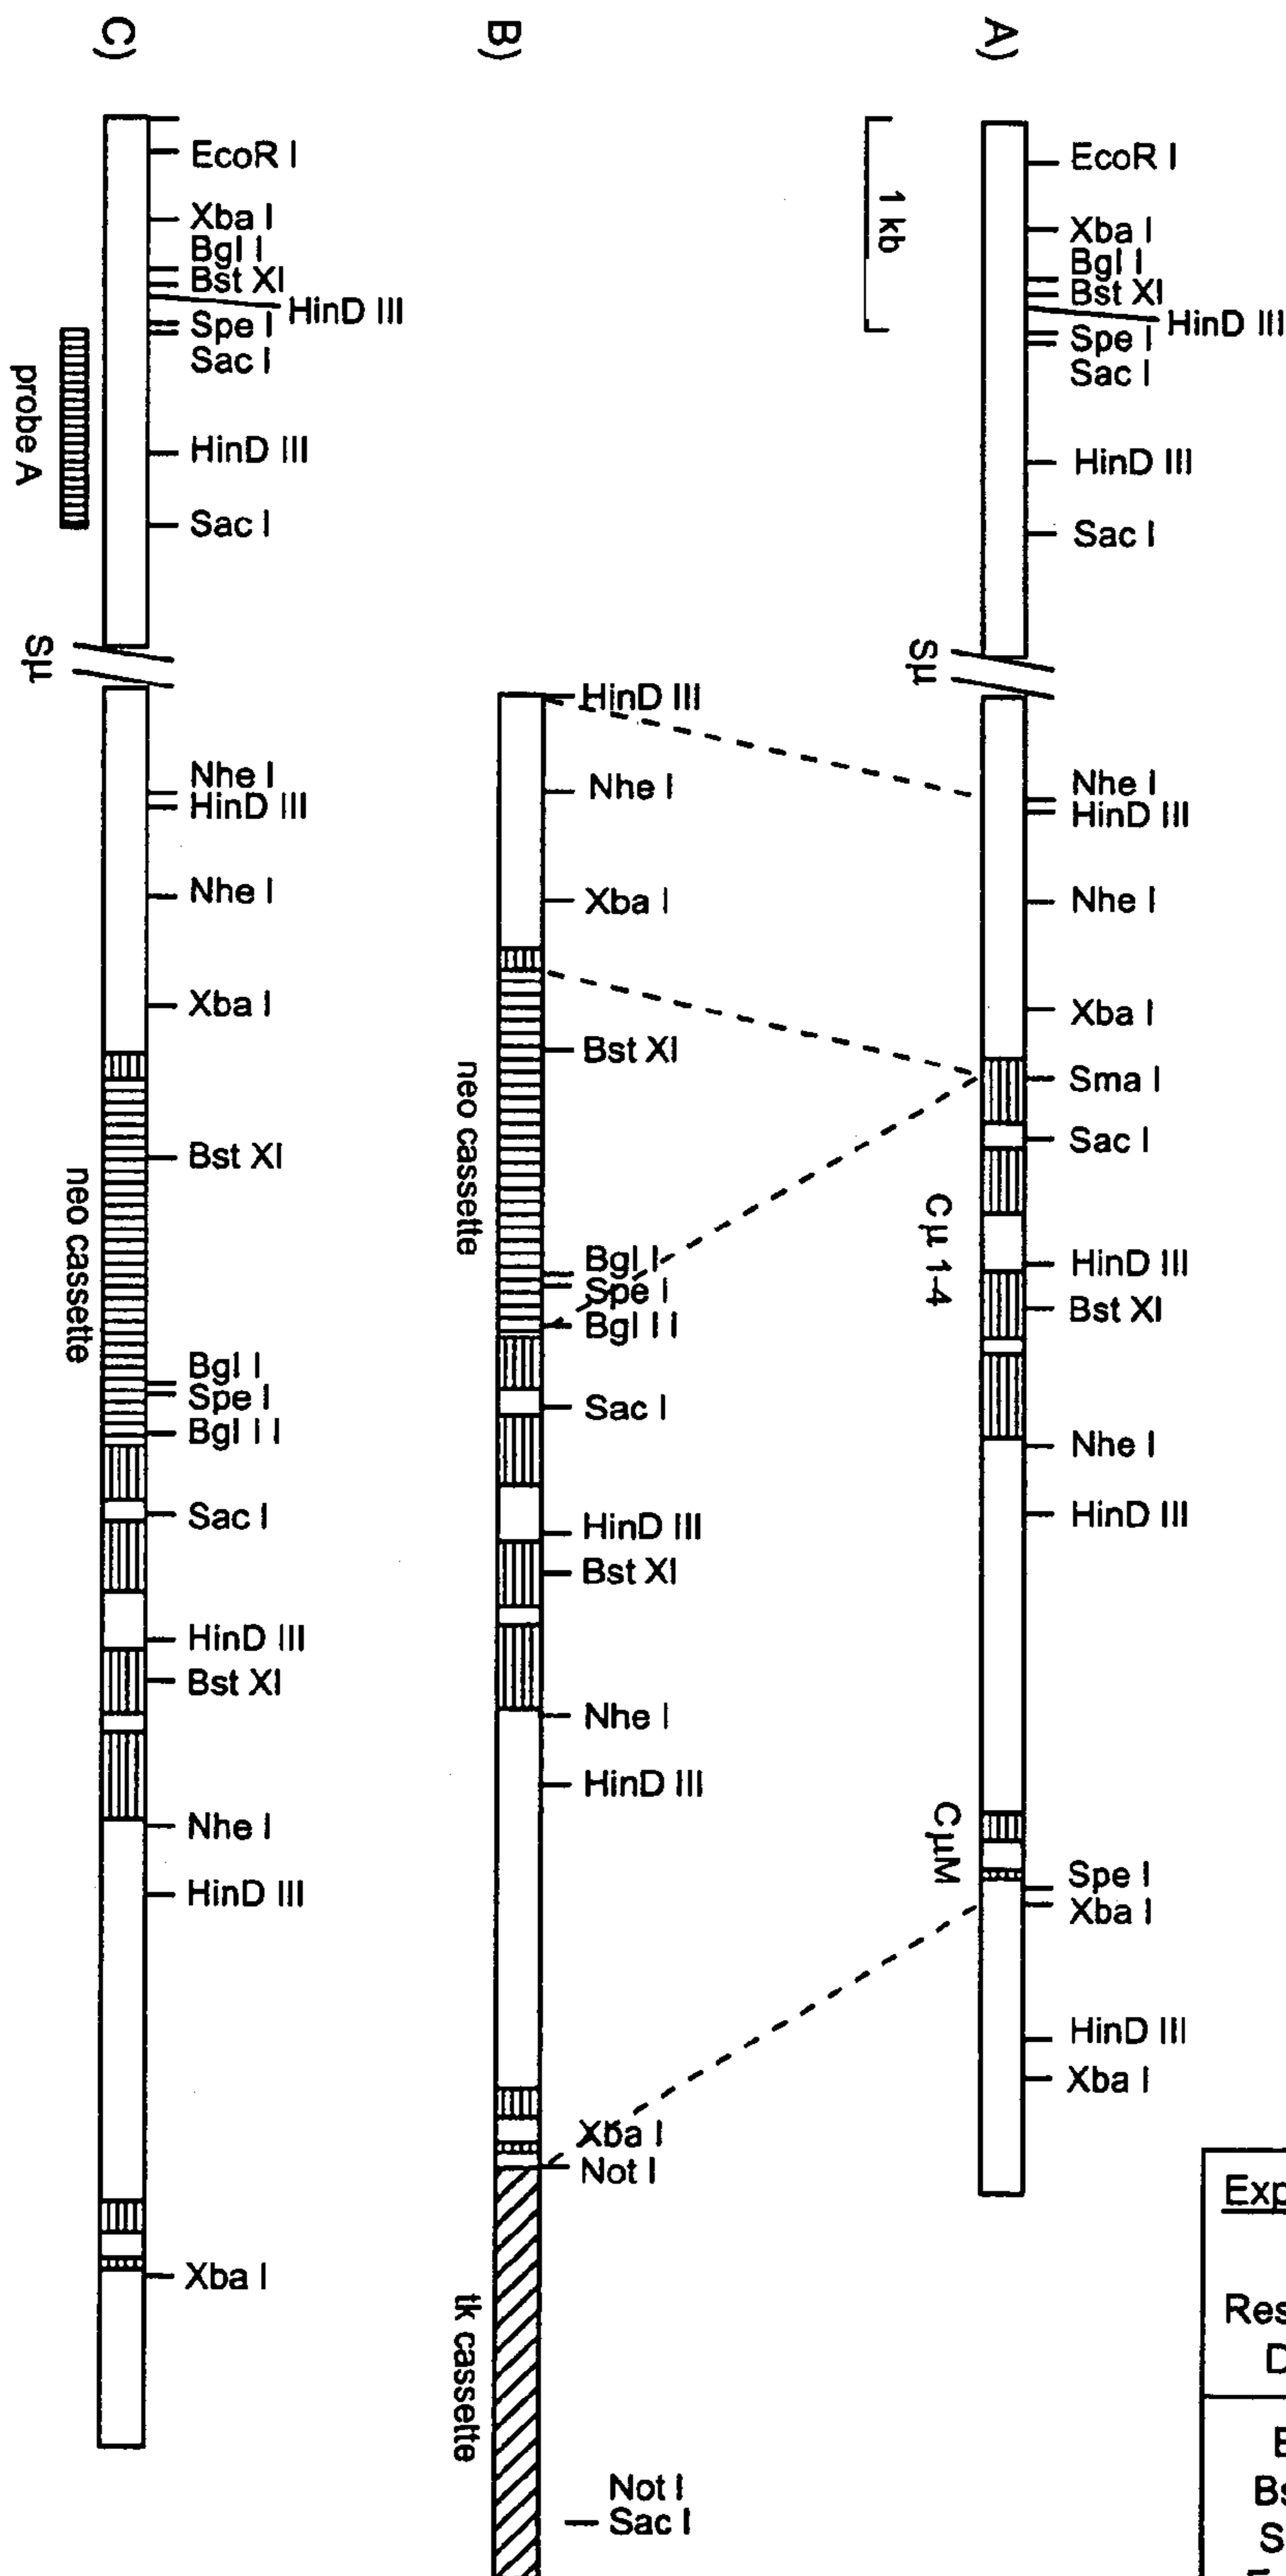 A)
EcoR I
Xba I
Bgl I
Bst XI
HinD III
Spe I
Sac I
HinD III
Sac I
Sμ
Nhe I
HinD III
Nhe I
Xba I
Sma I
Sac I
Cμ 1-4
HinD III
Bst XI
Nhe I
HinD III
CμM
Spe I
Xba I
HinD III
Xba I
1 kb
B)
HinD III
Nhe I
Xba I
Bst XI
neo cassette
Bgl I
Spe I
Bgl II
Sac I
HinD III
Bst XI
Nhe I
HinD III
Xba I
Not I
tk cassette
Not I
Sac I
C)
EcoR I
Xba I
Bgl I
Bst XI
HinD III
Spe I
Sac I
probe A
HinD III
Sac I
Sμ
Nhe I
HinD III
Nhe I
Xba I
Bst XI
neo cassette
Bgl I
Spe I
Bgl II
Sac I
HinD III
Bst XI
Nhe I
HinD III
Xba I